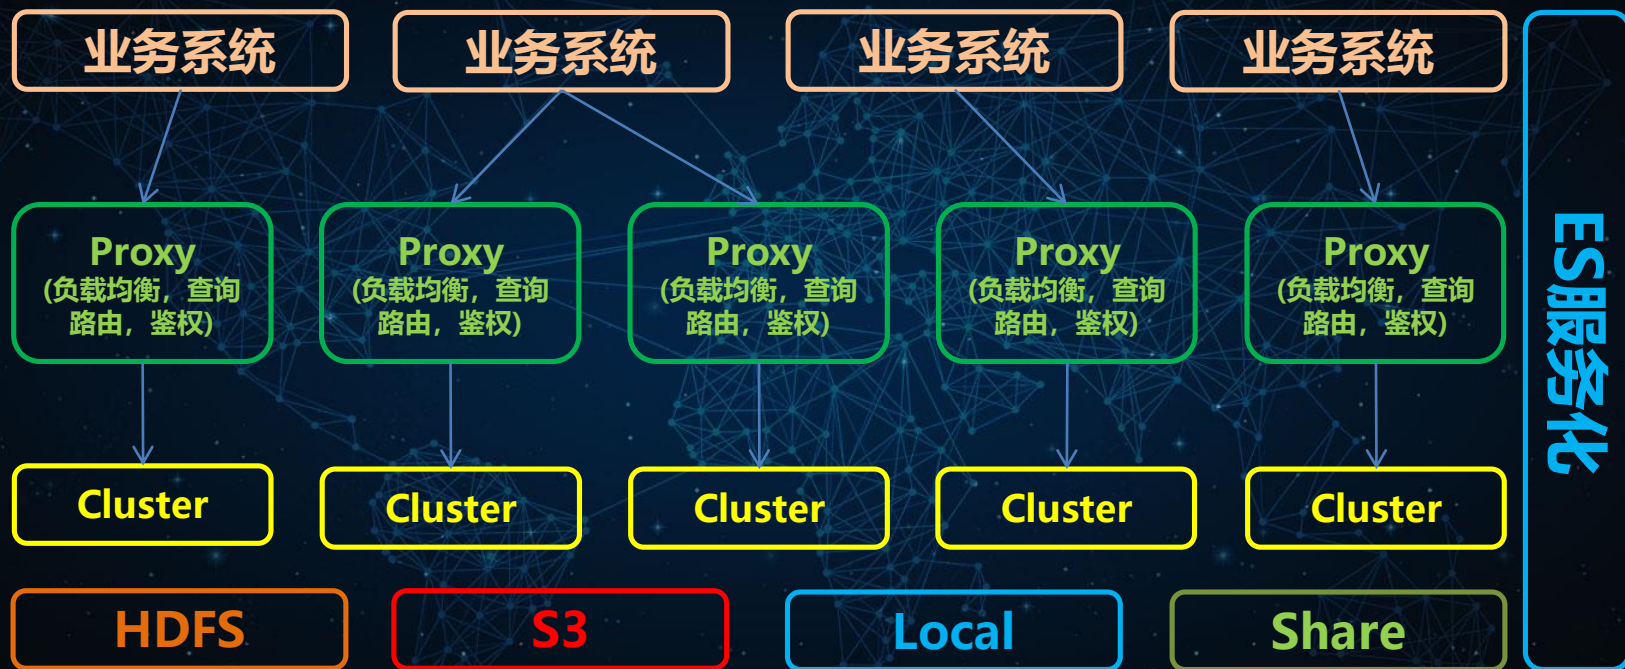 业务系统
业务系统
业务系统
业务系统
Proxy
(负载均衡，查询
路由，鉴权)
Proxy
(负载均衡，查询
路由，鉴权)
Proxy
(负载均衡，查询
路由，鉴权)
Proxy
(负载均衡，查询
路由，鉴权)
Proxy
(负载均衡，查询
路由，鉴权)
Cluster
Cluster
Cluster
Cluster
Cluster
HDFS
S3
Local
Share
ES服务化